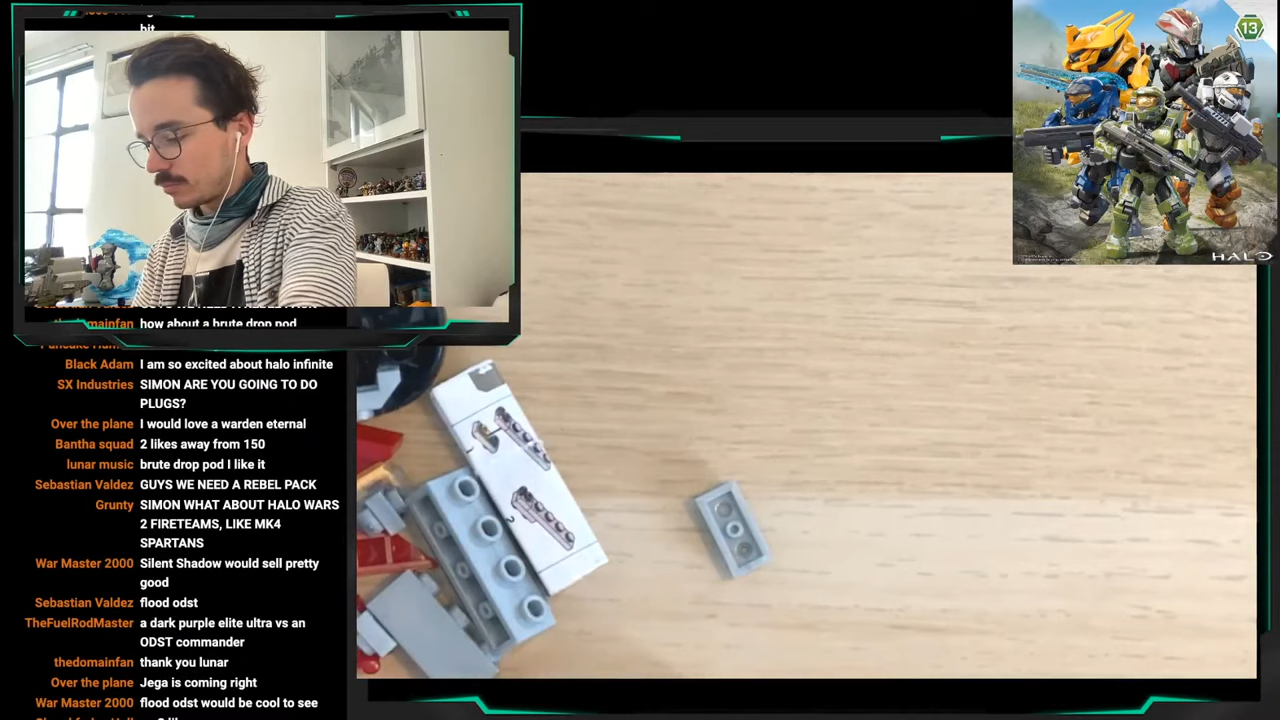 bit
13
HALO
thedomainfan how about a brute drop pod
Black Adam I am so excited about halo infinite
SX Industries SIMON ARE YOU GOING TO DO
PLUGS?
Over the plane I would love a warden eternal
Bantha squad 2 likes away from 150
lunar music brute drop pod I like it
Sebastian Valdez GUYS WE NEED A REBEL PACK
Grunty SIMON WHAT ABOUT HALO WARS
2 FIRETEAMS, LIKE MK4
SPARTANS
War Master 2000 Silent Shadow would sell pretty
good
Sebastian Valdez flood odst
TheFuelRodMaster a dark purple elite ultra vs an
ODST commander
thedomainfan thank you lunar
Over the plane Jega is coming right
War Master 2000 flood odst would be cool to see